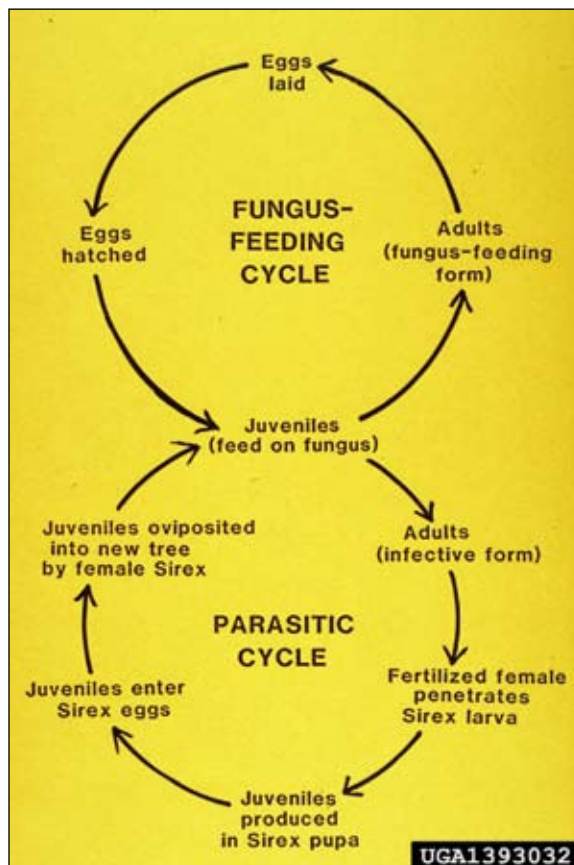 Eggs
laid
FUNGUS-
FEEDING
CYCLE
Eggs
hatched
Adults
(fungus-feeding
form)
Juveniles
(feed on fungus)
Juveniles oviposited
into new tree
by female Sirex
Adults
(infective form)
PARASITIC
CYCLE
Juveniles enter
Sirex eggs
Fertilized female
penetrates
Sirex larva
Juveniles
produced
in Sirex pupa
UGA1393032